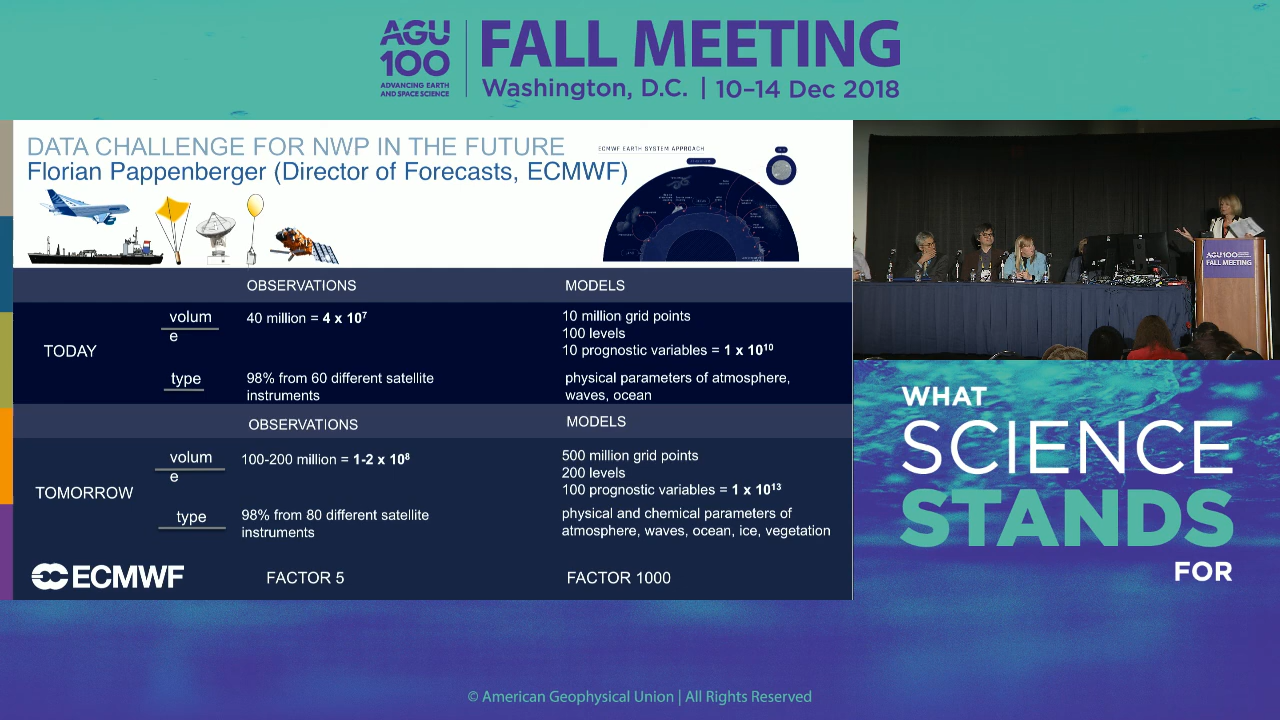 AGU
100
ADVANCING EARTH
AND SPACE SCIENCE
FALL MEETING
Washington, D.C. | 10–14 Dec 2018
DATA CHALLENGE FOR NWP IN THE FUTURE
Florian Pappenberger (Director of Forecasts, ECMWF)
ECMWF EARTH SYSTEM APPROACH
OBSERVATIONS
MODELS
TODAY
volum
e
40 million = 4 x 10⁷
10 million grid points
100 levels
10 prognostic variables = 1 x 10¹⁰
type
98% from 60 different satellite
instruments
physical parameters of atmosphere,
waves, ocean
OBSERVATIONS
MODELS
TOMORROW
volum
e
100-200 million = 1-2 x 10⁸
500 million grid points
200 levels
100 prognostic variables = 1 x 10¹³
type
98% from 80 different satellite
instruments
physical and chemical parameters of
atmosphere, waves, ocean, ice, vegetation
ECMWF
FACTOR 5
FACTOR 1000
AGU100
FALL MEETING
WHAT
SCIENCE
STANDS
FOR
© American Geophysical Union | All Rights Reserved